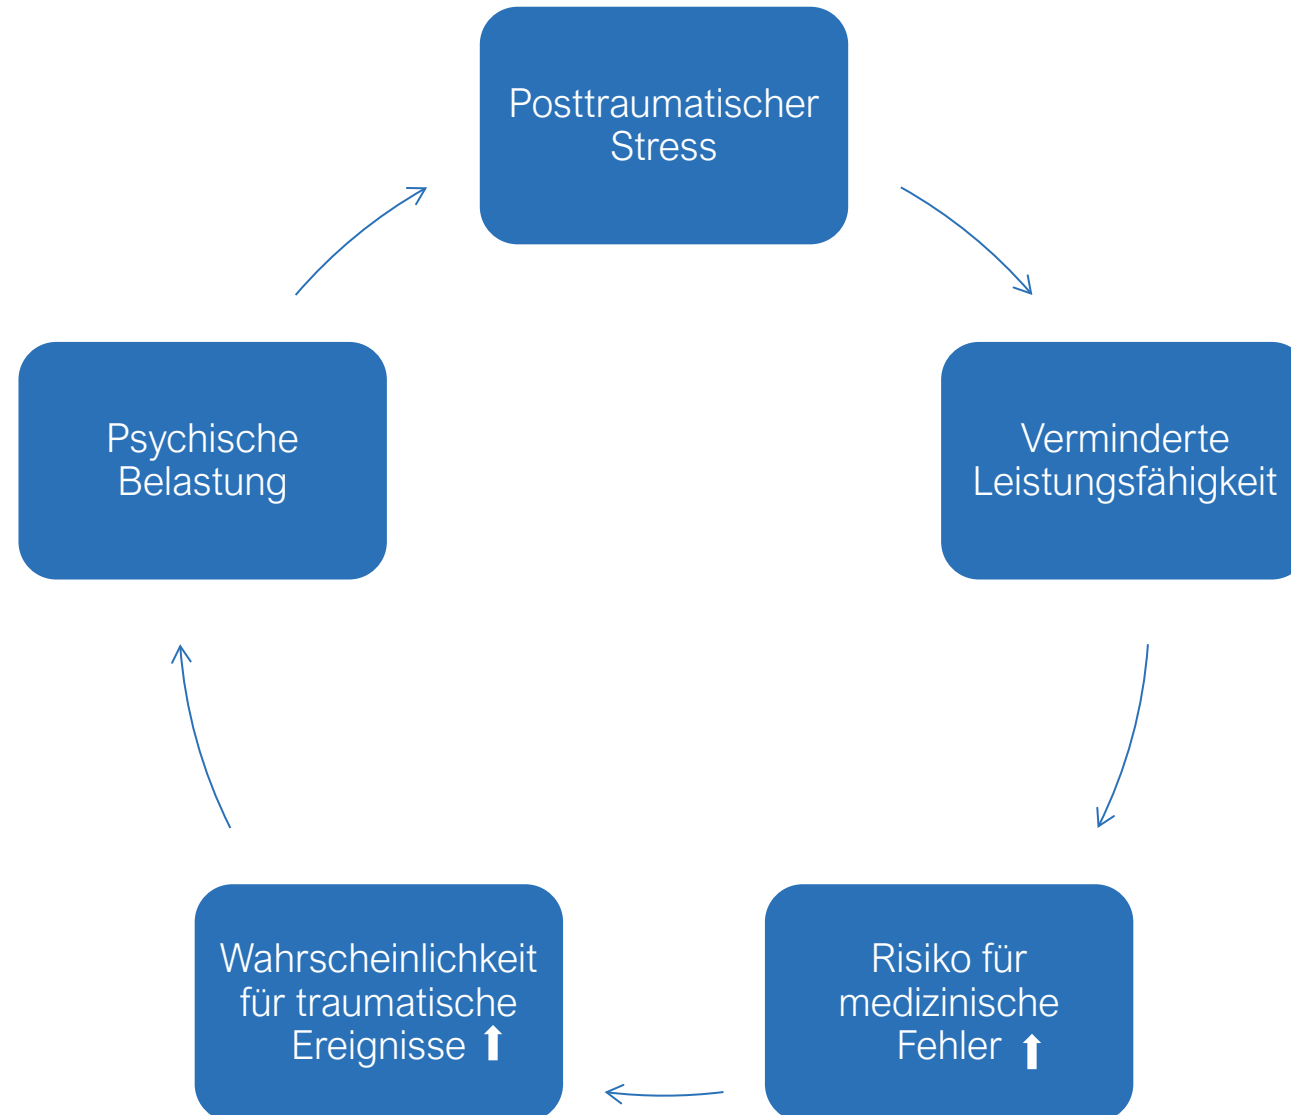 Posttraumatischer
Stress
Verminderte
Leistungsfähigkeit
Risiko für
medizinische
Fehler ⬆
Wahrscheinlichkeit
für traumatische
Ereignisse ⬆
Psychische
Belastung